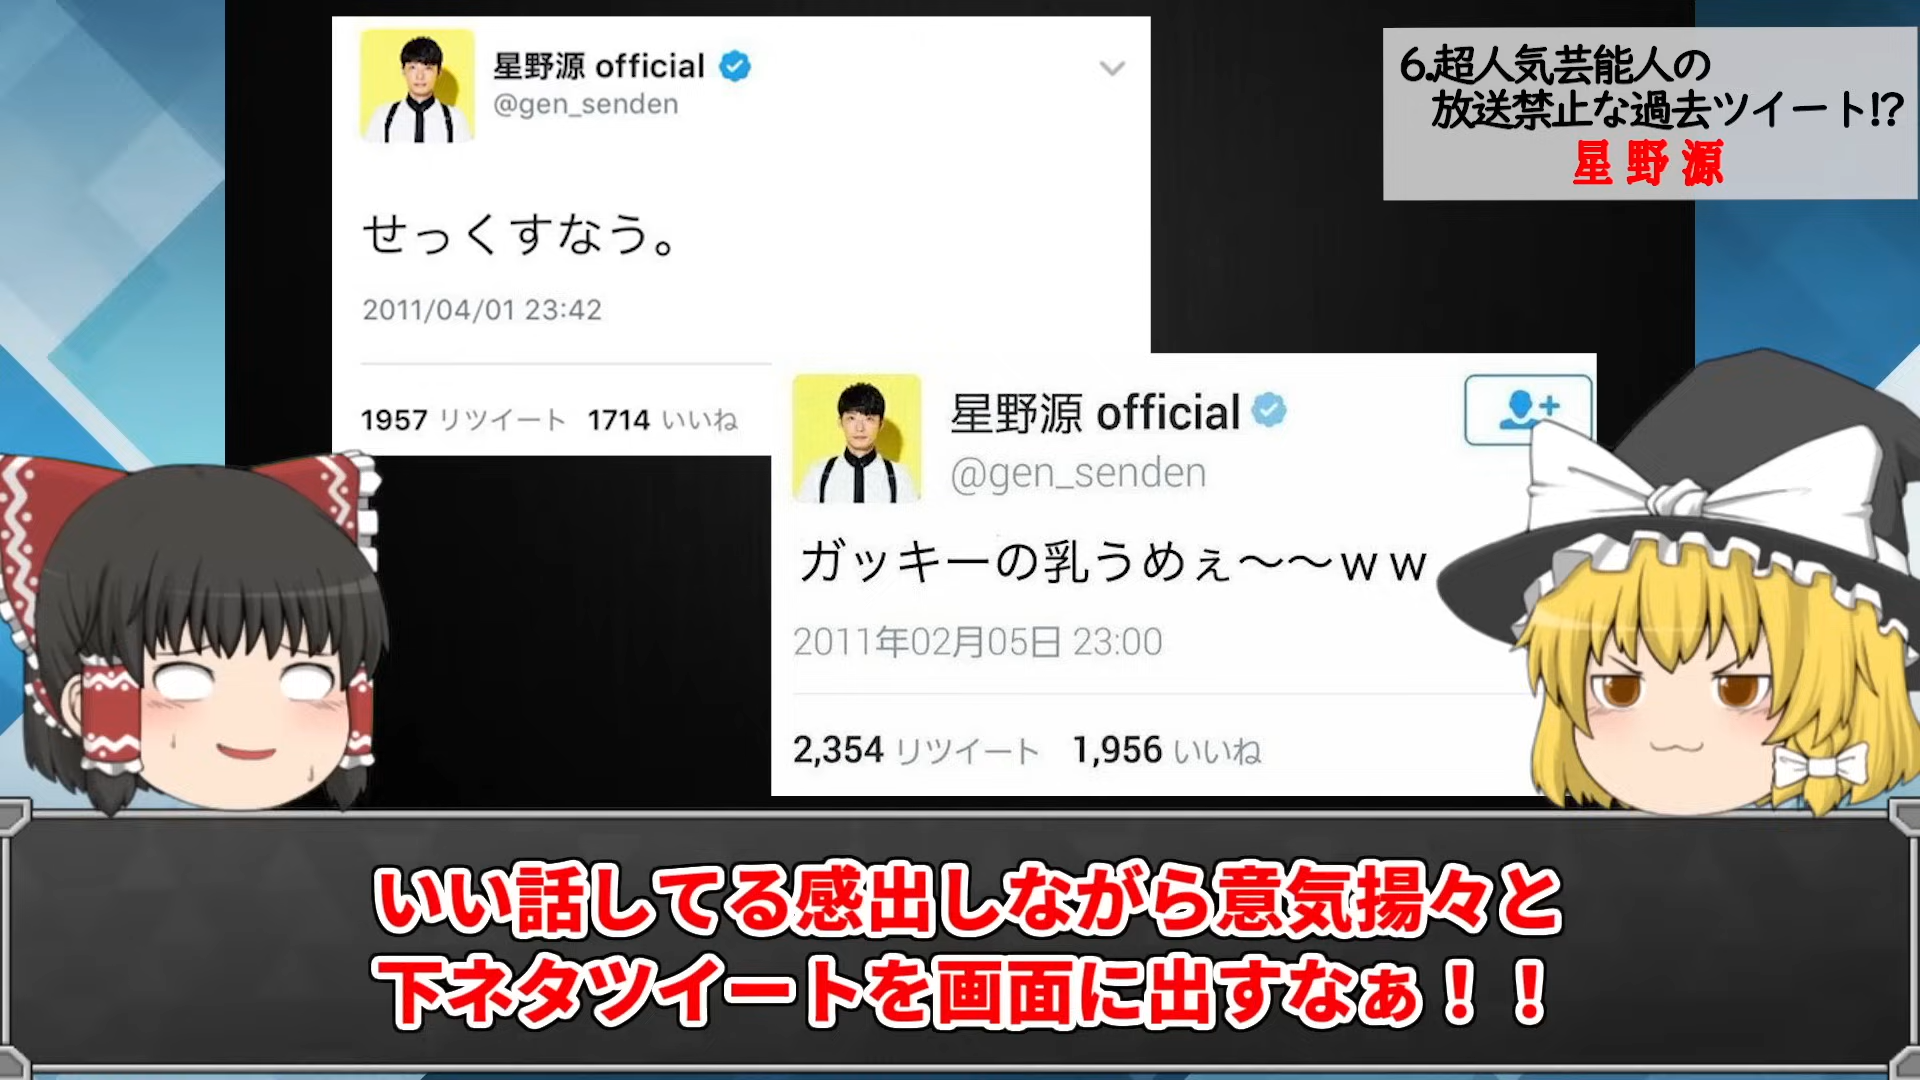 星野源 official
@gen_senden
せっくすなう。
2011/04/01 23:42
1957 リツイート 1714 いいね
6.超人気芸能人の
放送禁止な過去ツイート!?
星野源
星野源 official
@gen_senden
ガッキーの乳うめぇ〜〜ｗｗ
2011年02月05日 23:00
2,354 リツイート 1,956 いいね
いい話してる感出しながら意気揚々と
下ネタツイートを画面に出すなぁ！！